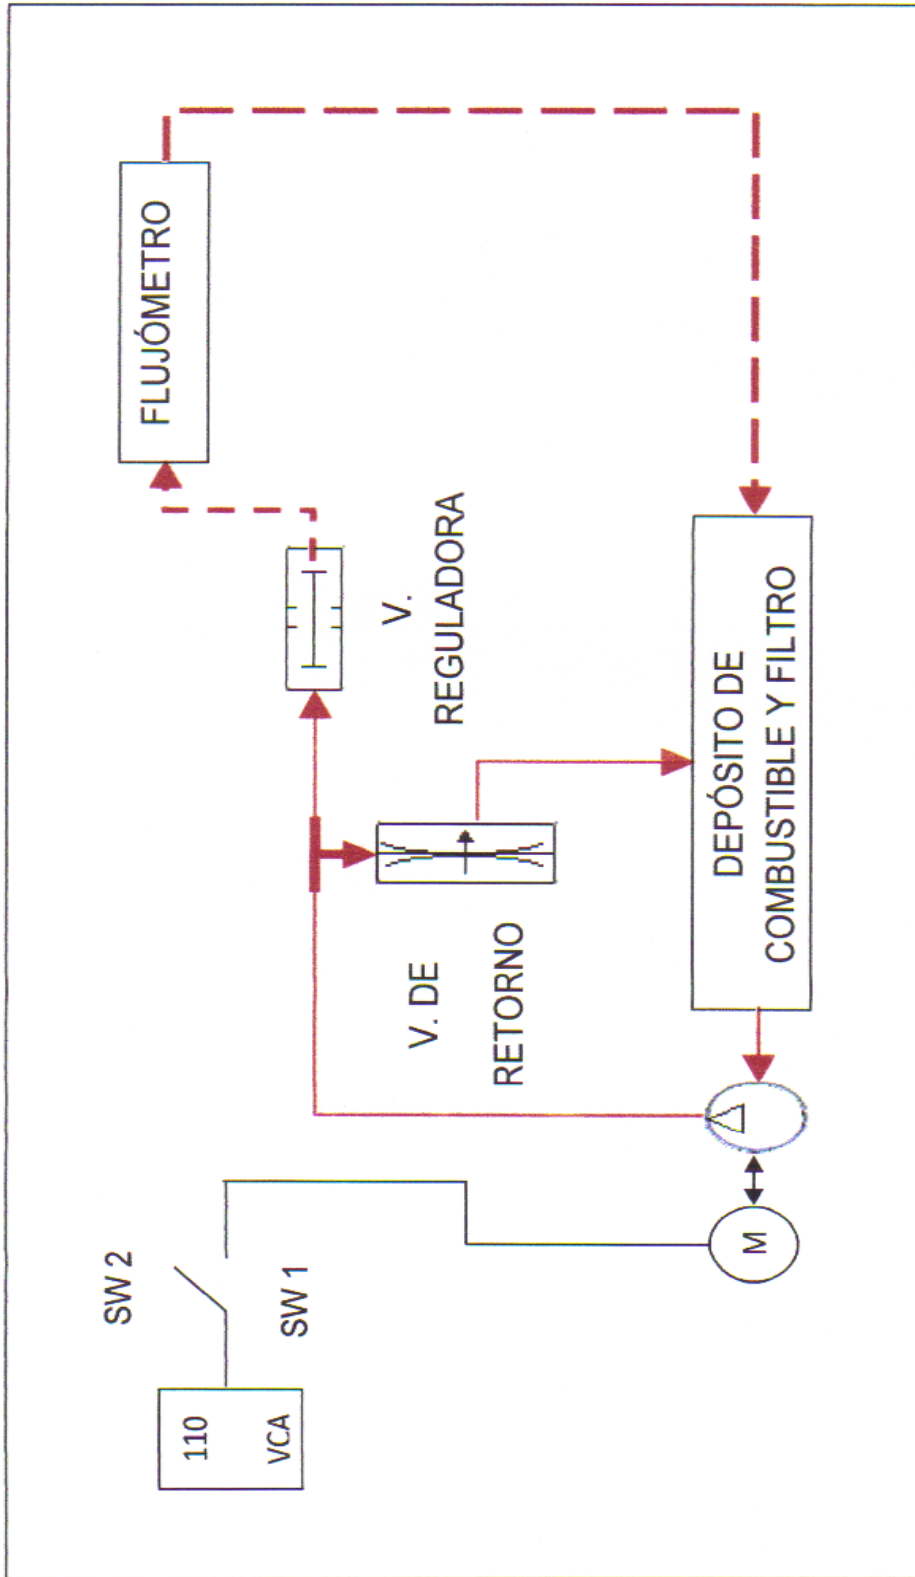 110
VCA
SW 2
SW 1
M
V. DE
RETORNO
V.
REGULADORA
FLUJÓMETRO
DEPÓSITO DE
COMBUSTIBLE Y FILTRO